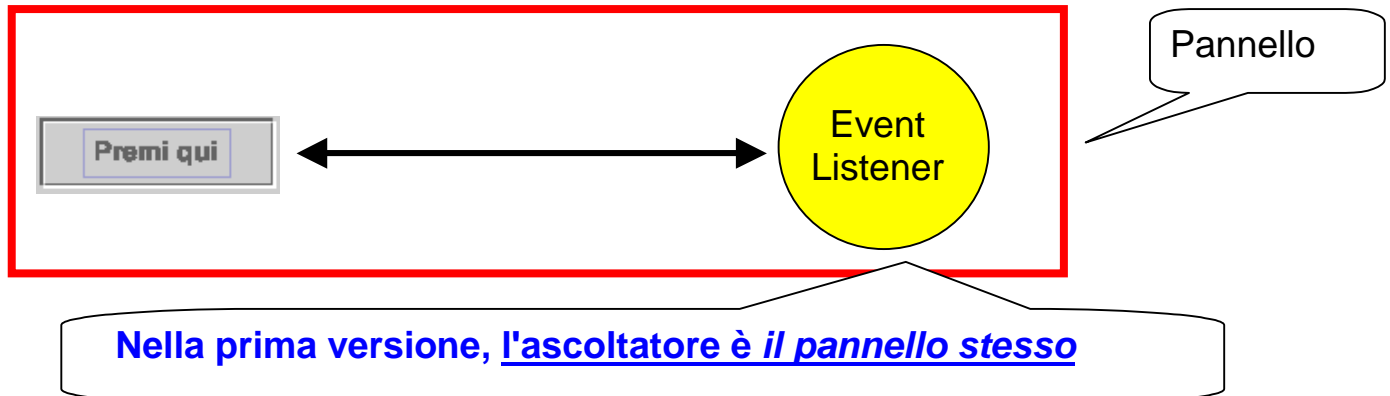 Pannello
Premi qui
Event
Listener
Nella prima versione, l'ascoltatore è il pannello stesso